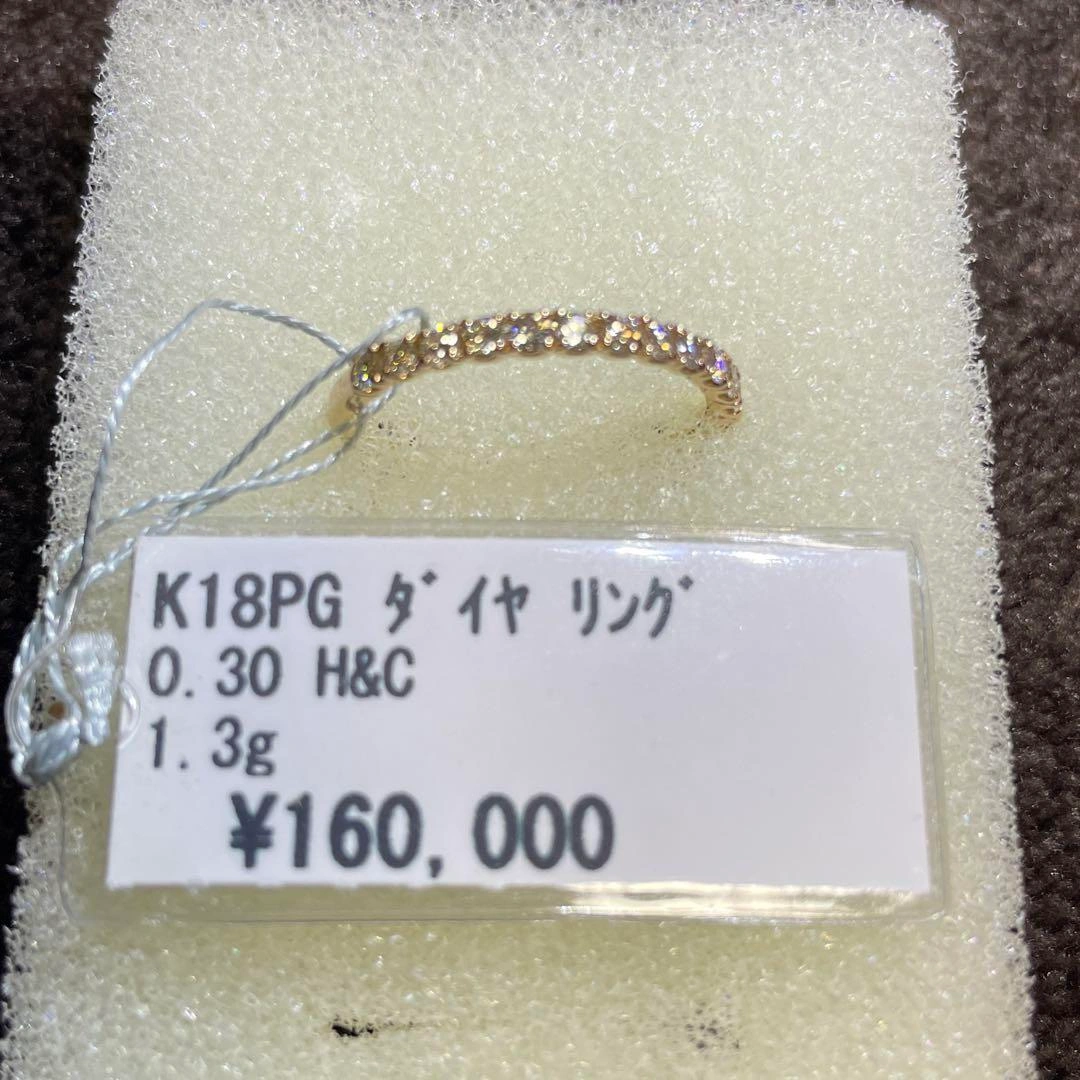 K18PG ﾀﾞｲﾔ ﾘﾝｸﾞ
0.30 H&C
1.3g
¥160,000